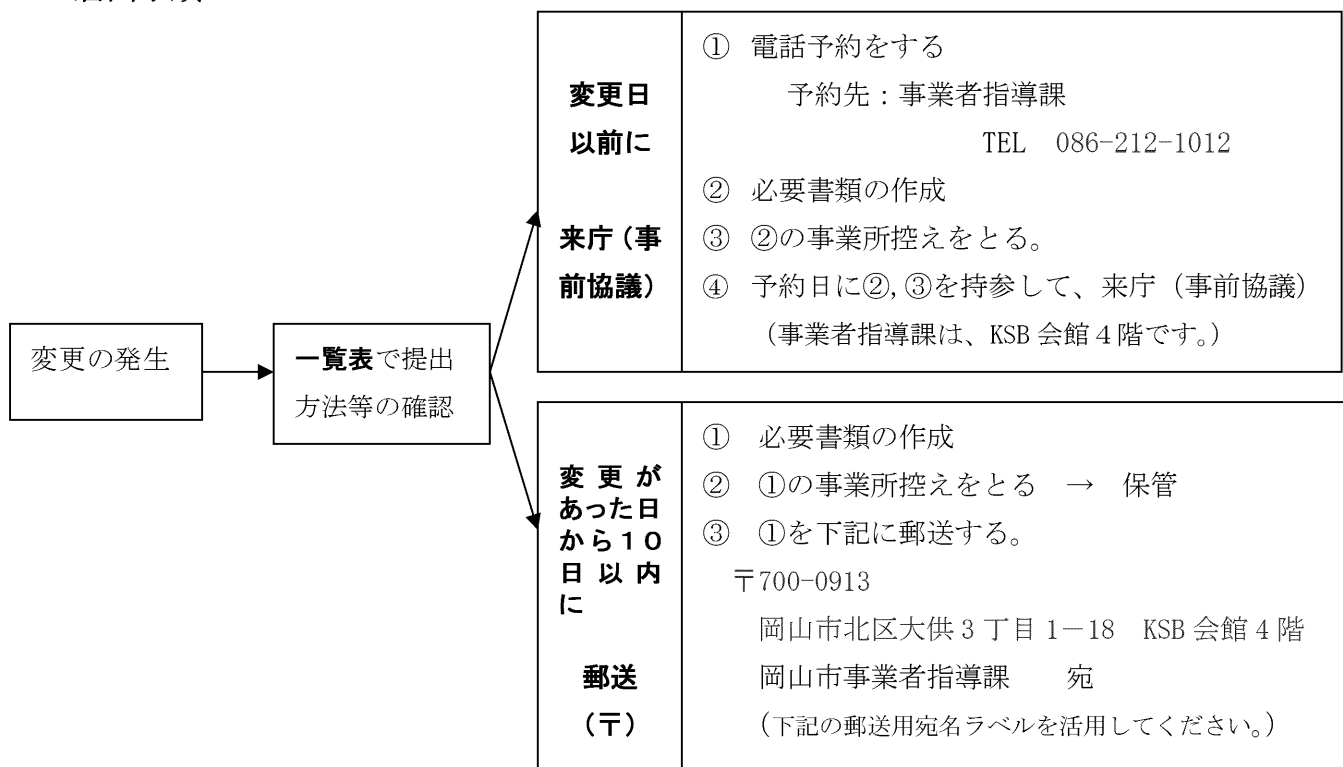 変更の発生
一覧表で提出
方法等の確認
変更日
以前に
来庁（事
前協議）
① 電話予約をする
予約先：事業者指導課
TEL 086-212-1012
② 必要書類の作成
③ ②の事業所控えをとる。
④ 予約日に②,③を持参して、来庁（事前協議）
（事業者指導課は、KSB会館４階です。）
変更が
あった日
から１０
日以内
に
郵送
（〒）
① 必要書類の作成
② ①の事業所控えをとる → 保管
③ ①を下記に郵送する。
〒700-0913
岡山市北区大供３丁目１－18 KSB会館４階
岡山市事業者指導課 宛
（下記の郵送用宛名ラベルを活用してください。）